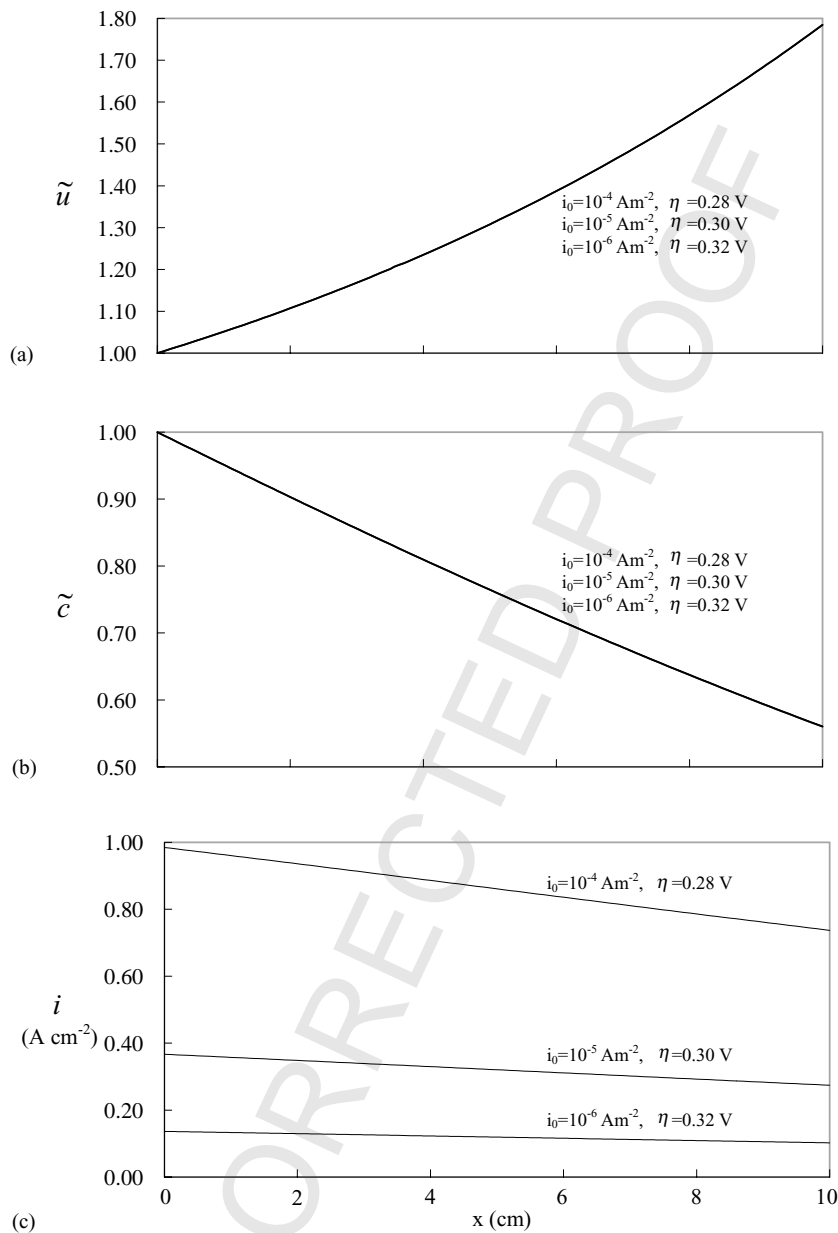 1.80
1.70
1.60
1.50
1.40
1.30
1.20
1.10
1.00
ũ
i₀=10⁻⁴ Am⁻², η =0.28 V
i₀=10⁻⁵ Am⁻², η =0.30 V
i₀=10⁻⁶ Am⁻², η =0.32 V
(a)
1.00
0.90
0.80
0.70
0.60
0.50
c̃
i₀=10⁻⁴ Am⁻², η =0.28 V
i₀=10⁻⁵ Am⁻², η =0.30 V
i₀=10⁻⁶ Am⁻², η =0.32 V
(b)
1.00
0.80
0.60
0.40
0.20
0.00
i
(A cm⁻²)
i₀=10⁻⁴ Am⁻², η =0.28 V
i₀=10⁻⁵ Am⁻², η =0.30 V
i₀=10⁻⁶ Am⁻², η =0.32 V
0 2 4 6 8 10
x (cm)
(c)
ORRECTED PROOF